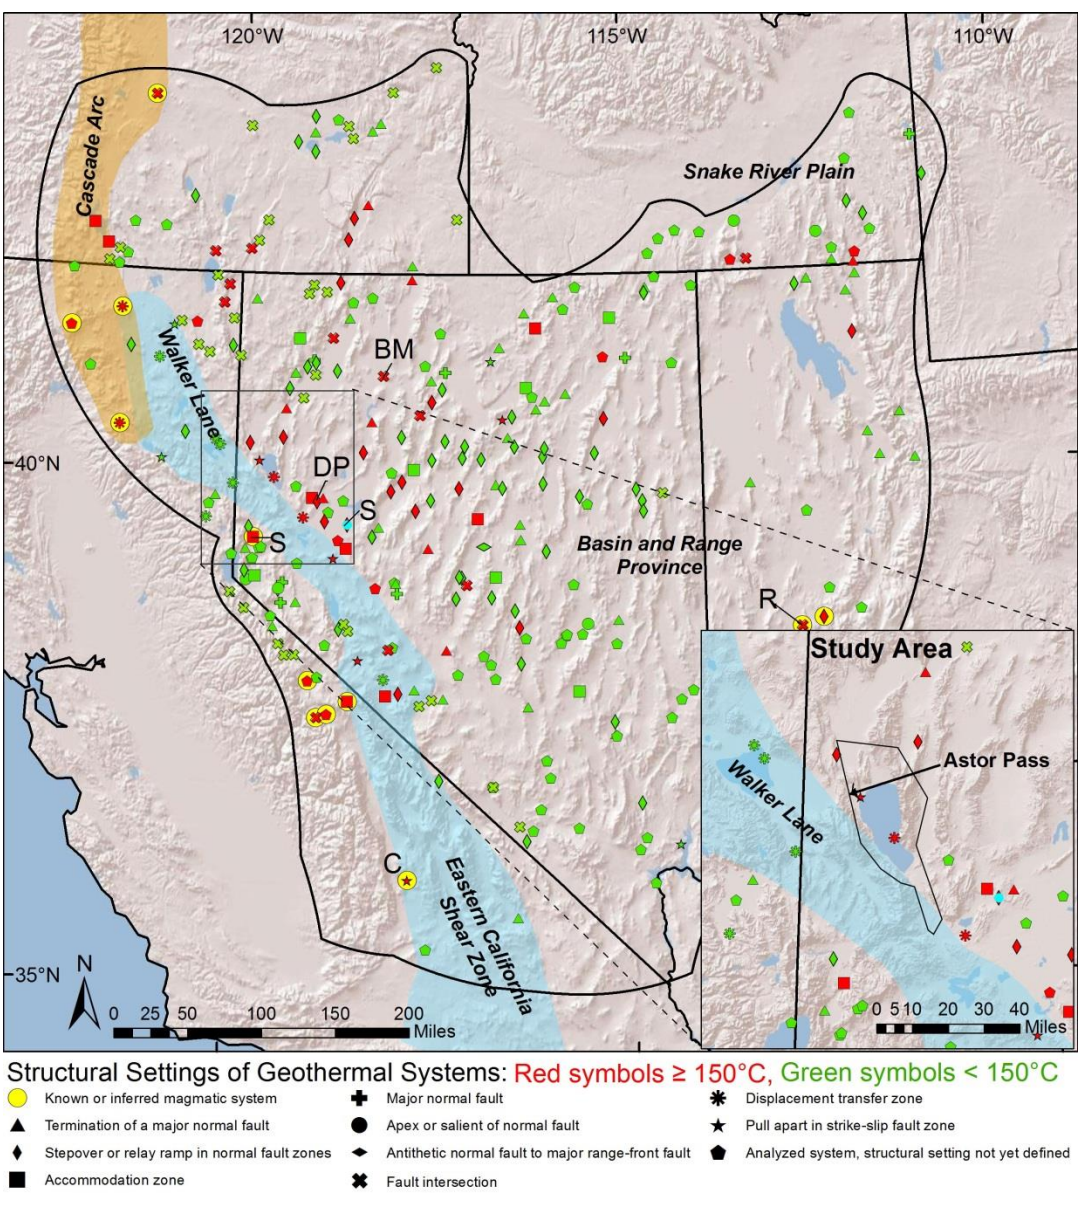 120°W
115°W
110°W
Cascade Arc
Snake River Plain
Walker Lane
BM
40°N
DP
S
S
Basin and Range
Province
R
Study Area
Astor Pass
Walker Lane
C
Eastern California
Shear Zone
35°N
N
0 25 50 100 150 200
Miles
0 5 10 20 30 40
Miles
Structural Settings of Geothermal Systems: Red symbols ≥ 150°C, Green symbols < 150°C
Known or inferred magmatic system
Major normal fault
Displacement transfer zone
Termination of a major normal fault
Apex or salient of normal fault
Pull apart in strike-slip fault zone
Stepover or relay ramp in normal fault zones
Antithetic normal fault to major range-front fault
Analyzed system, structural setting not yet defined
Accommodation zone
Fault intersection